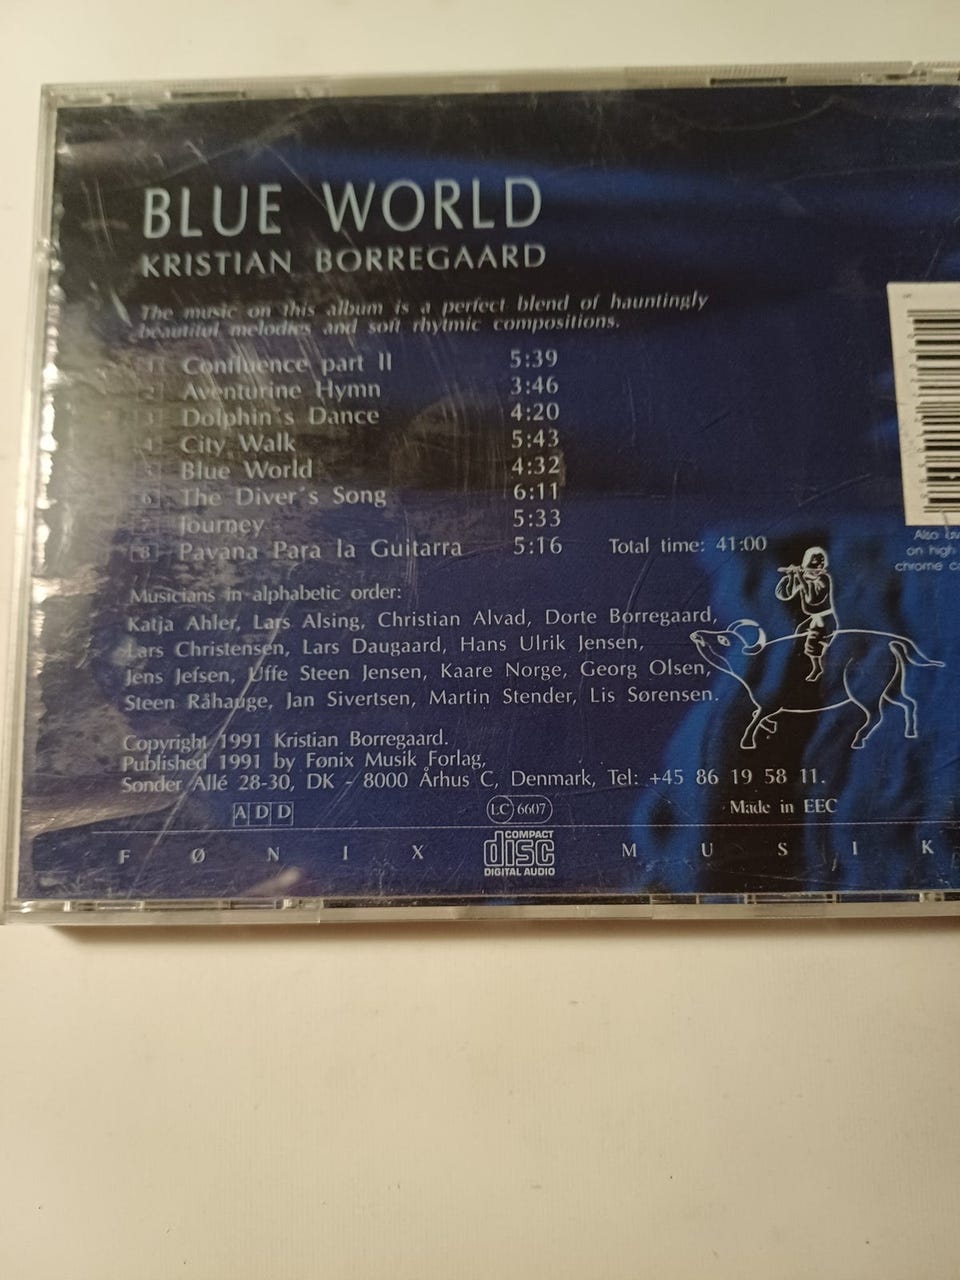 BLUE WORLD
KRISTIAN BORREGAARD
The music on this album is a perfect blend of hauntingly
beautiful melodies and soft rhytmic compositions.
1 Confluence part II 5:39
2 Aventurine Hymn 3:46
3 Dolphin's Dance 4:20
4 City Walk 5:43
5 Blue World 4:32
6 The Diver's Song 6:11
7 Journey 5:33
8 Pavana Para la Guitarra 5:16 Total time: 41:00
Also
on high
chrome
Musicians in alphabetic order:
Katja Ahler, Lars Alsing, Christian Alvad, Dorte Borregaard,
Lars Christensen, Lars Daugaard, Hans Ulrik Jensen,
Jens Jefsen, Uffe Steen Jensen, Kaare Norge, Georg Olsen,
Steen Råhauge, Jan Sivertsen, Martin Stender, Lis Sørensen.
Copyright 1991 Kristian Borregaard.
Published 1991 by Fønix Musik Forlag,
Sonder Allé 28-30, DK - 8000 Århus C, Denmark, Tel: +45 86 19 58 11.
ADD LC 6607 Made in EEC
FØNIX COMPACT disc DIGITAL AUDIO MUSIK